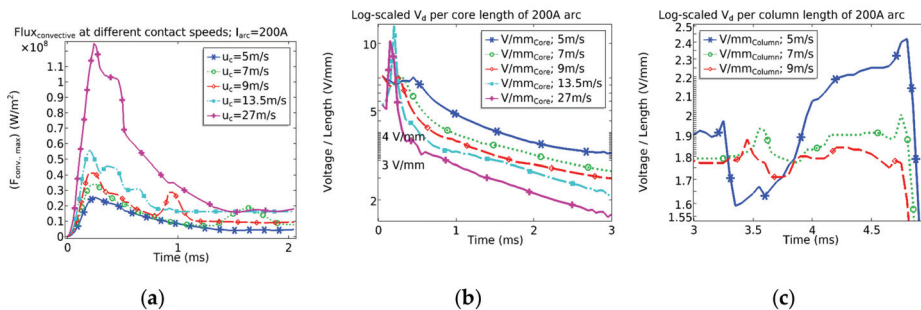 Flux_convective at different contact speeds; I_arc=200A
×10⁸
1.2
1.1
1
0.9
0.8
0.7
0.6
0.5
0.4
0.3
0.2
0.1
0
(F_conv, max) (W/m²)
u_c=5m/s
u_c=7m/s
u_c=9m/s
u_c=13.5m/s
u_c=27m/s
0 1 2
Time (ms)
(a)
Log-scaled V_d per core length of 200A arc
10
5
3
2
Voltage / Length (V/mm)
V/mm_Core; 5m/s
V/mm_Core; 7m/s
V/mm_Core; 9m/s
V/mm_Core; 13.5m/s
V/mm_Core; 27m/s
4 V/mm
3 V/mm
0 1 2 3
Time (ms)
(b)
Log-scaled V_d per column length of 200A arc
2.4
2.2
2
1.9
1.8
1.7
1.6
1.55
Voltage / Length (V/mm)
V/mm_Column; 5m/s
V/mm_Column; 7m/s
V/mm_Column; 9m/s
3 3.5 4 4.5
Time (ms)
(c)